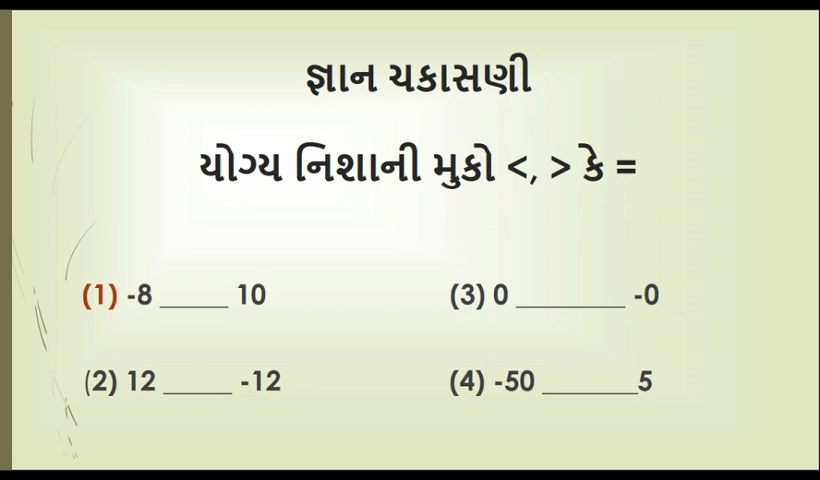 જ્ઞાન ચકાસણી
યોગ્ય નિશાની મુકો <, > કે =
(1) -8 _____ 10
(3) 0 ________ -0
(2) 12 _____ -12
(4) -50 _______5